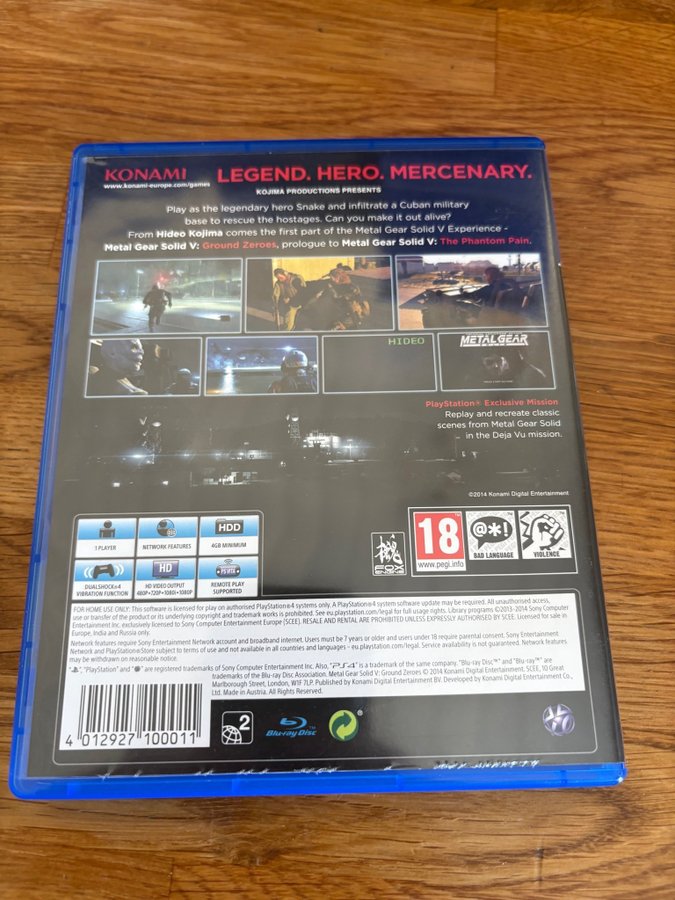 KONAMI
www.konami-europe.com/games
LEGEND. HERO. MERCENARY.
KOJIMA PRODUCTIONS PRESENTS
Play as the legendary hero Snake and infiltrate a Cuban military
base to rescue the hostages. Can you make it out alive?
From Hideo Kojima comes the first part of the Metal Gear Solid V Experience -
Metal Gear Solid V: Ground Zeroes, prologue to Metal Gear Solid V: The Phantom Pain.
HIDEO
METAL GEAR
PlayStation® Exclusive Mission
Replay and recreate classic
scenes from Metal Gear Solid
in the Deja Vu mission.
©2014 Konami Digital Entertainment
1 PLAYER
NETWORK FEATURES
HDD
4GB MINIMUM
DUALSHOCK®4
VIBRATION FUNCTION
HD
HD VIDEO OUTPUT
480P•720P•1080i•1080P
PS VITA
REMOTE PLAY
SUPPORTED
FOX
ENGINE
18
www.pegi.info
@*!
BAD LANGUAGE
VIOLENCE
FOR HOME USE ONLY: This software is licensed for play on authorised PlayStation®4 systems only. A PlayStation®4 system software update may be required. All unauthorised access,
use or transfer of the product or its underlying copyright and trademark works is prohibited. See eu.playstation.com/legal for full usage rights. Library programs ©2013-2014 Sony Computer
Entertainment Inc. exclusively licensed to Sony Computer Entertainment Europe (SCEE). RESALE AND RENTAL ARE PROHIBITED UNLESS EXPRESSLY AUTHORISED BY SCEE. Licensed for sale in
Europe, India and Russia only.
Network features require Sony Entertainment Network account and broadband internet. Users must be 7 years or older and users under 18 require parental consent. Sony Entertainment
Network and PlayStation®Store subject to terms of use and not available in all countries and languages - eu.playstation.com/legal. Service availability is not guaranteed. Network features
may be withdrawn on reasonable notice.
"PlayStation" and are registered trademarks of Sony Computer Entertainment Inc. Also, "PS4" is a trademark of the same company. "Blu-ray Disc™" and "Blu-ray™" are
trademarks of the Blu-ray Disc Association. Metal Gear Solid V: Ground Zeroes © 2014 Konami Digital Entertainment. SCEE, 10 Great
Marlborough Street, London, W1F 7LP. Published by Konami Digital Entertainment BV. Developed by Konami Digital Entertainment Co.,
Ltd. Made in Austria. All Rights Reserved.
4 012927 100011
2
Blu-ray Disc™